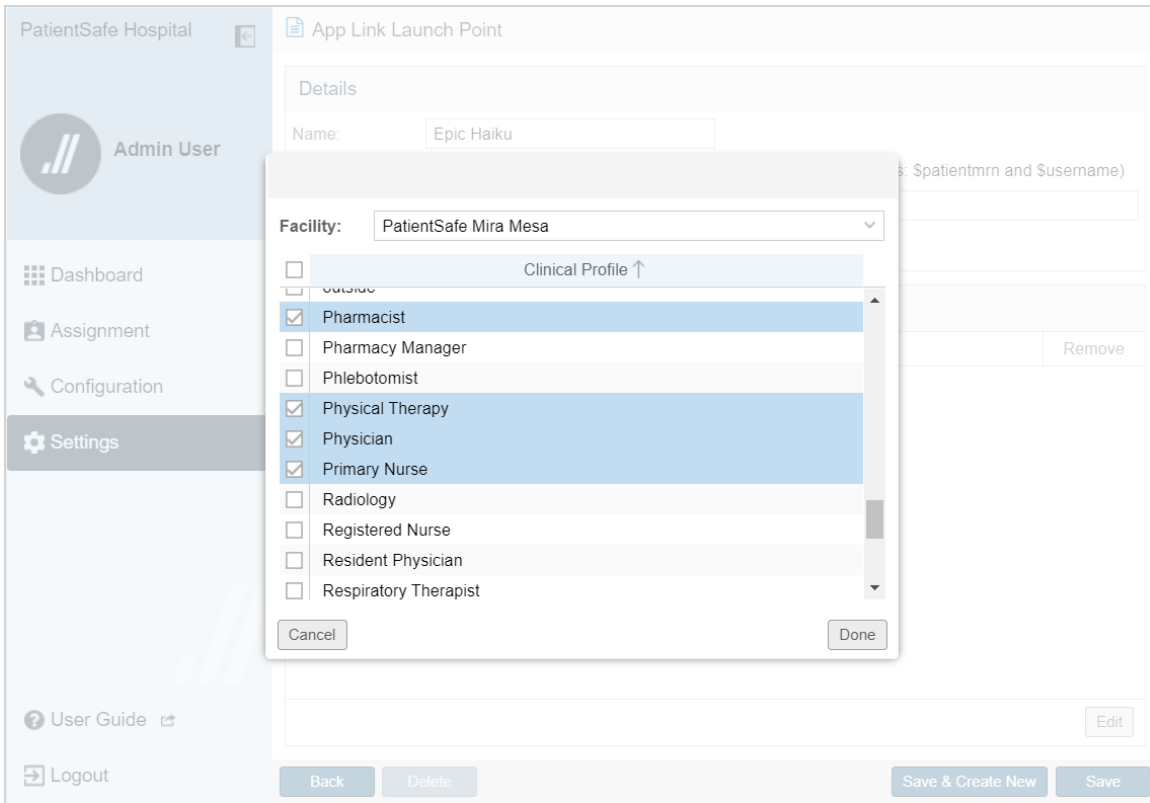 PatientSafe Hospital
Admin User
Dashboard
Assignment
Configuration
Settings
User Guide
Logout
App Link Launch Point
Details
Name: Epic Haiku
s: $patientmrn and $username)
Remove
Facility: PatientSafe Mira Mesa
Clinical Profile ↑
outside
Pharmacist
Pharmacy Manager
Phlebotomist
Physical Therapy
Physician
Primary Nurse
Radiology
Registered Nurse
Resident Physician
Respiratory Therapist
Cancel Done
Edit
Back Delete Save & Create New Save